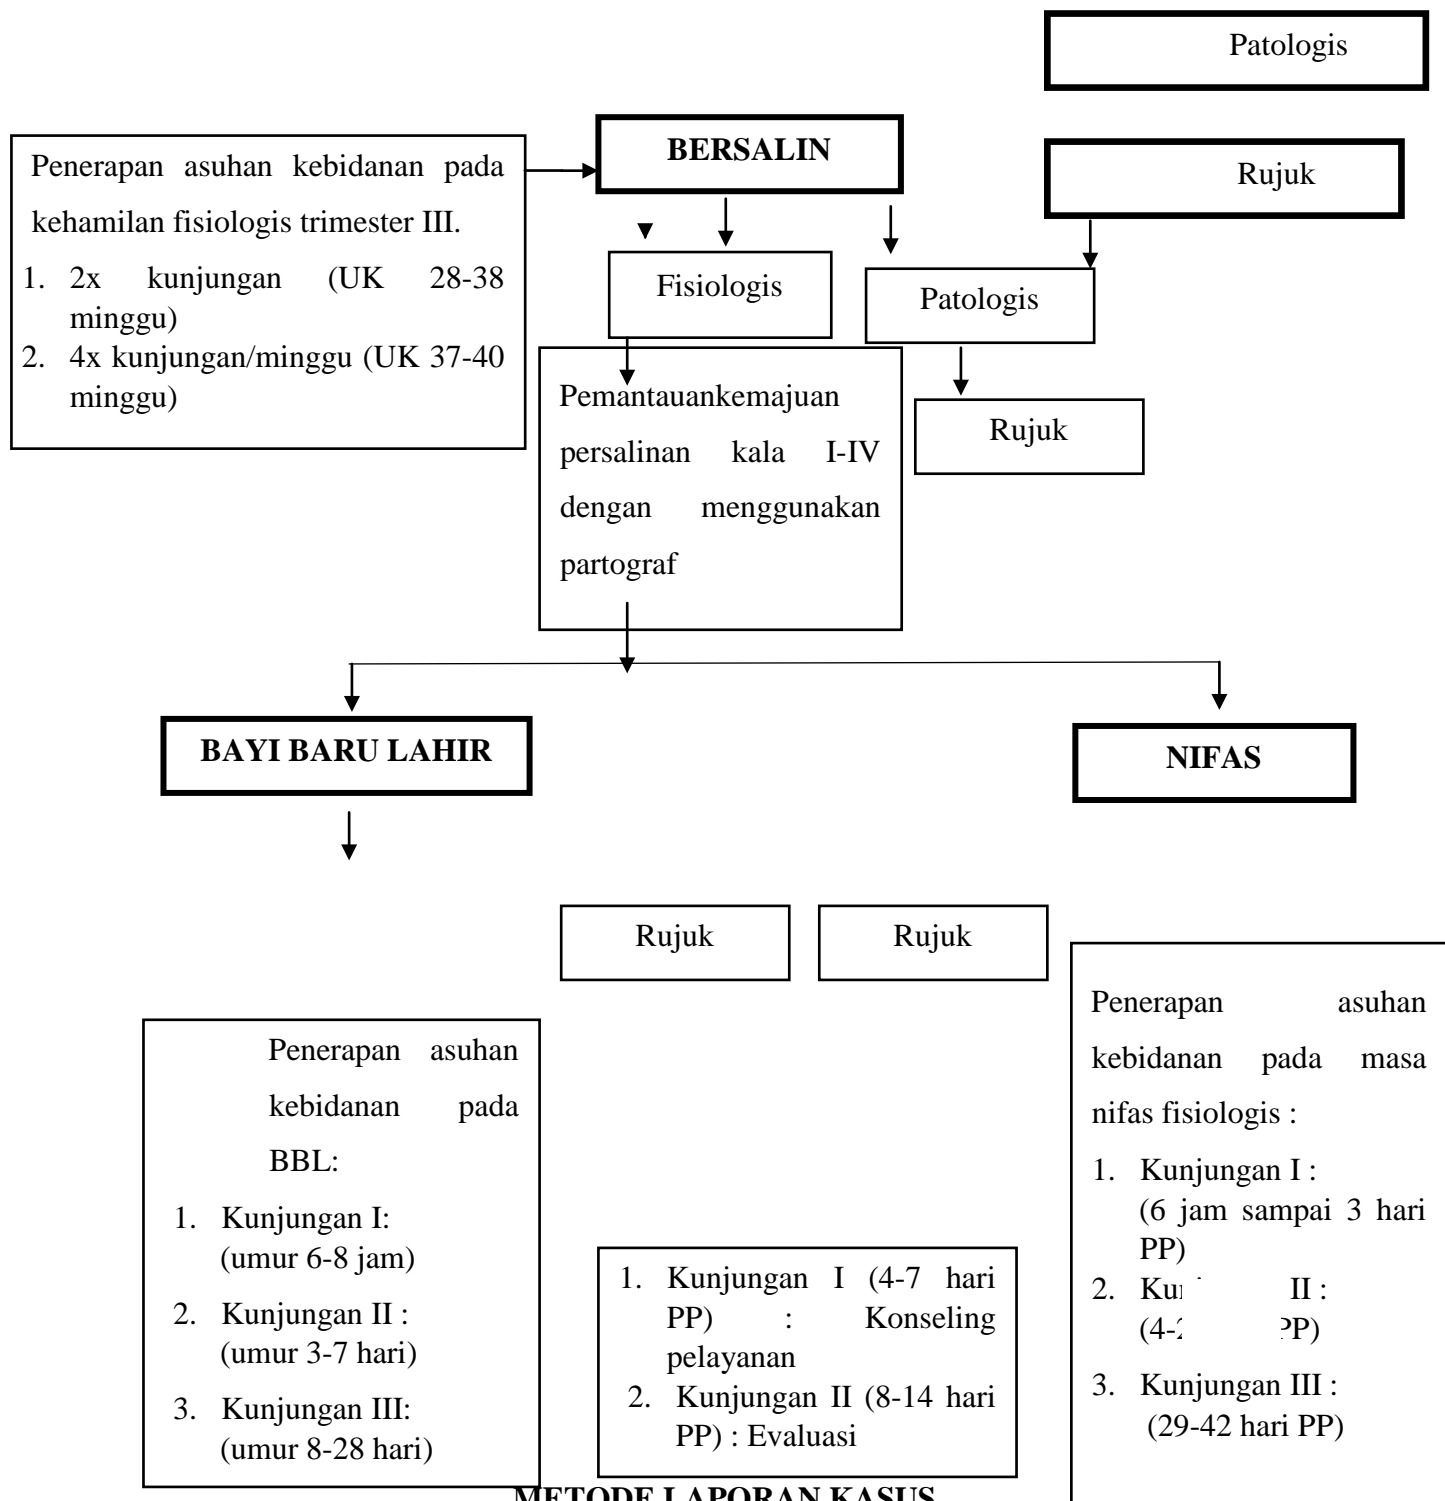 Patologis
BERSALIN
Rujuk
Penerapan asuhan kebidanan pada
kehamilan fisiologis trimester III.
1. 2x kunjungan (UK 28-38
minggu)
2. 4x kunjungan/minggu (UK 37-40
minggu)
Fisiologis
Patologis
Rujuk
Pemantauankemajuan
persalinan kala I-IV
dengan menggunakan
partograf
BAYI BARU LAHIR
NIFAS
Rujuk
Rujuk
Penerapan asuhan
kebidanan pada
BBL:
1. Kunjungan I:
(umur 6-8 jam)
2. Kunjungan II :
(umur 3-7 hari)
3. Kunjungan III:
(umur 8-28 hari)
1. Kunjungan I (4-7 hari
PP) : Konseling
pelayanan
2. Kunjungan II (8-14 hari
PP) : Evaluasi
Penerapan asuhan
kebidanan pada masa
nifas fisiologis :
1. Kunjungan I :
(6 jam sampai 3 hari
PP)
2. II :
PP)
3. Kunjungan III :
(29-42 hari PP)
METODE LAPORAN KASUS